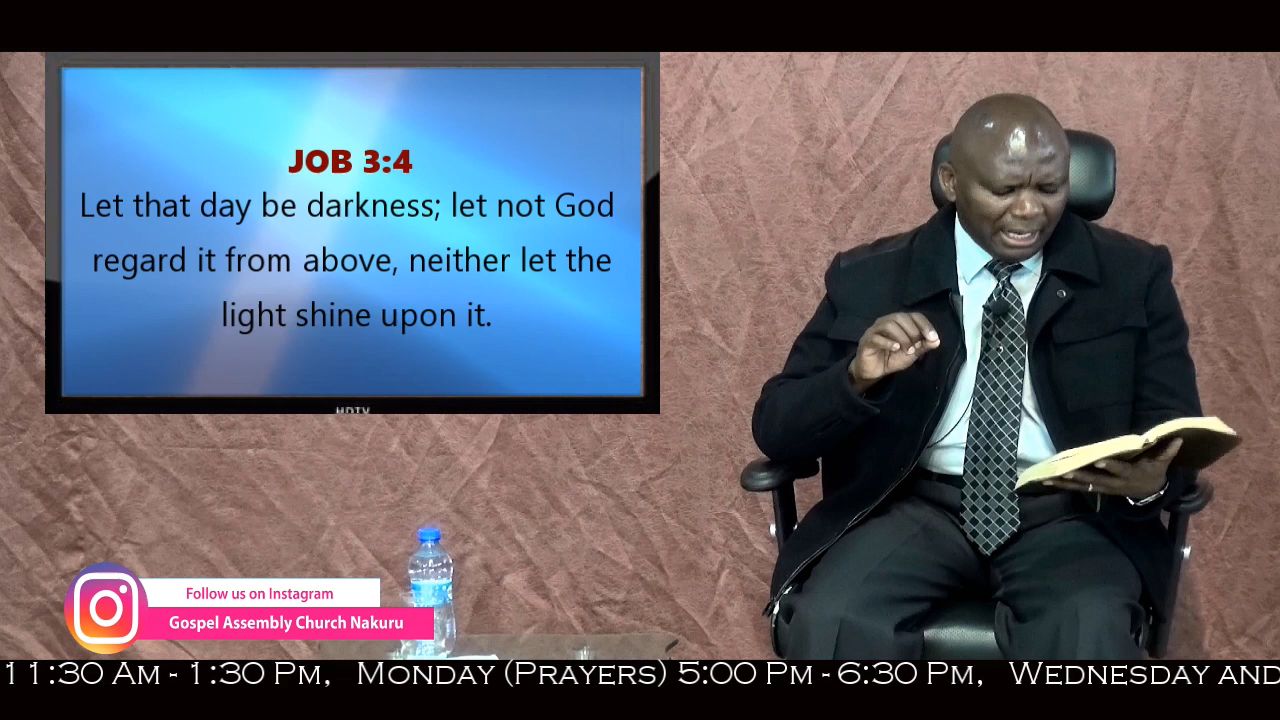 JOB 3:4
Let that day be darkness; let not God
regard it from above, neither let the
light shine upon it.
HDTV
Follow us on Instagram
Gospel Assembly Church Nakuru
11:30 Am - 1:30 Pm,   Monday (Prayers) 5:00 Pm - 6:30 Pm,   Wednesday and